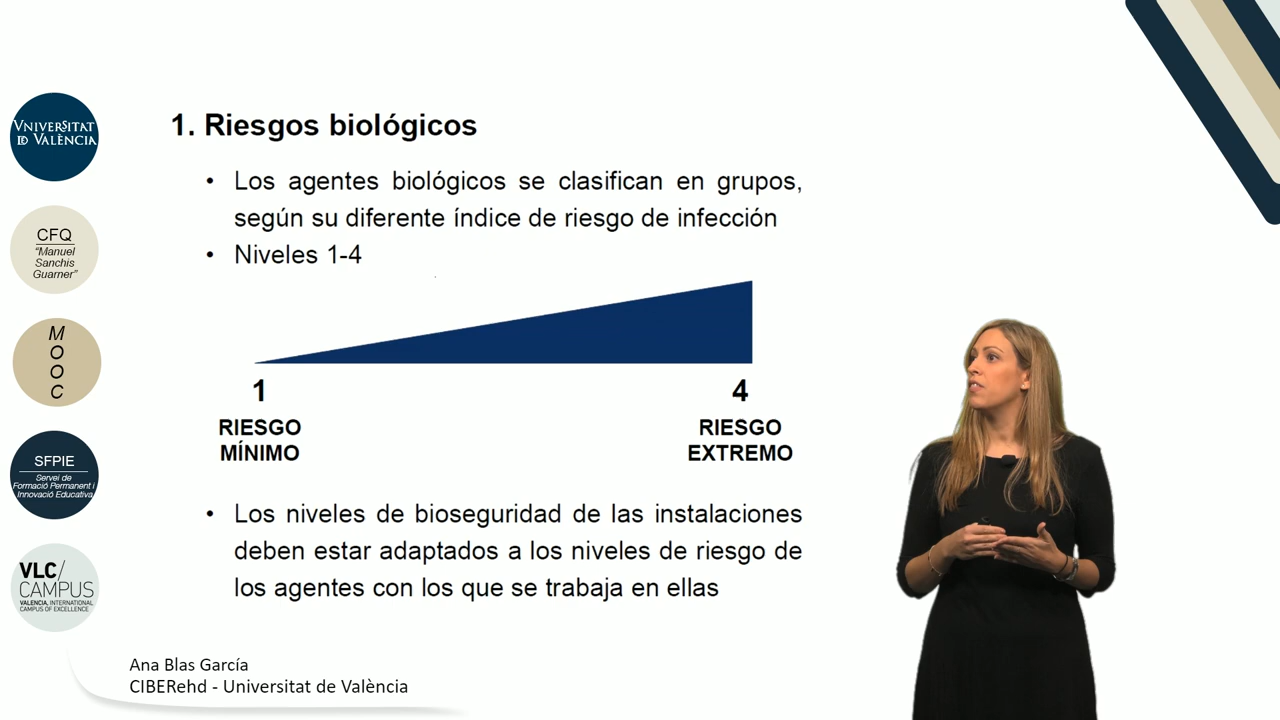 VNIVERSITAT
D VALÈNCIA
CFQ
“Manuel
Sanchis
Guarner”
M
O
O
C
SFPIE
Servei de
Formació Permanent i
Innovació Educativa
VLC/
CAMPUS
VALENCIA, INTERNATIONAL
CAMPUS OF EXCELLENCE
1. Riesgos biológicos
• Los agentes biológicos se clasifican en grupos,
según su diferente índice de riesgo de infección
• Niveles 1-4
1
RIESGO
MÍNIMO
4
RIESGO
EXTREMO
• Los niveles de bioseguridad de las instalaciones
deben estar adaptados a los niveles de riesgo de
los agentes con los que se trabaja en ellas
Ana Blas García
CIBERehd - Universitat de València